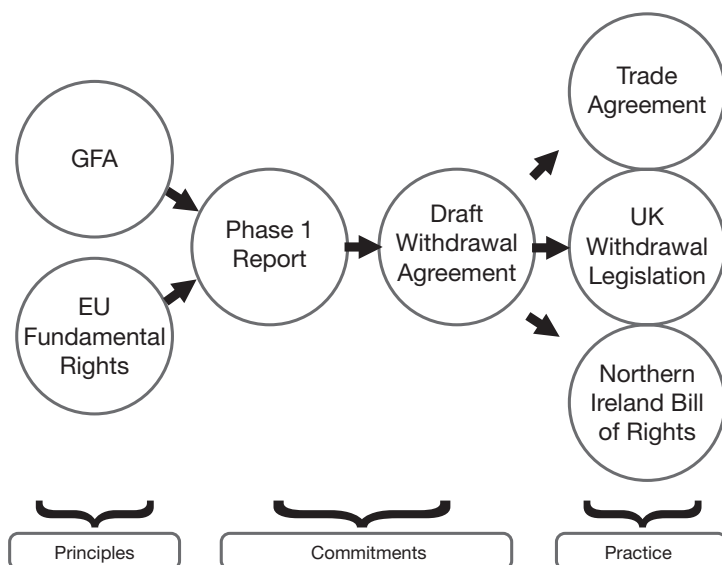 GFA
EU
Fundamental
Rights
Phase 1
Report
Draft
Withdrawal
Agreement
Trade
Agreement
UK
Withdrawal
Legislation
Northern
Ireland Bill
of Rights
Principles
Commitments
Practice